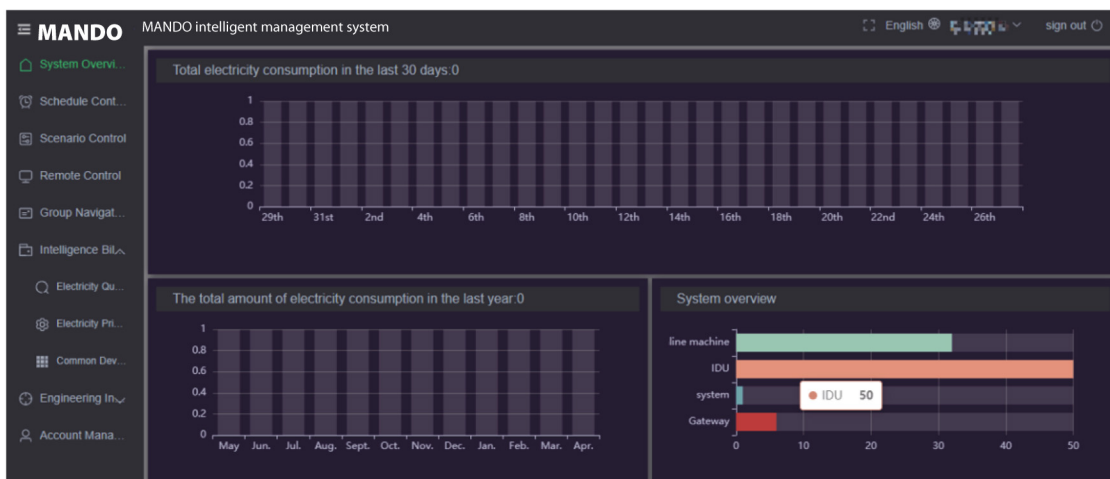 MANDO
MANDO intelligent management system
English
sign out
System Overvi...
Schedule Cont...
Scenario Control
Remote Control
Group Navigat...
Intelligence Bil
Electricity Qu...
Electricity Pri...
Common Dev...
Engineering In
Account Mana...
Total electricity consumption in the last 30 days:0
1
0.8
0.6
0.4
0.2
0
29th 31st 2nd 4th 6th 8th 10th 12th 14th 16th 18th 20th 22nd 24th 26th
The total amount of electricity consumption in the last year:0
1
0.8
0.6
0.4
0.2
0
May Jun. Jul. Aug. Sept. Oct. Nov. Dec. Jan. Feb. Mar. Apr.
System overview
line machine
IDU
system
Gateway
IDU 50
0 10 20 30 40 50